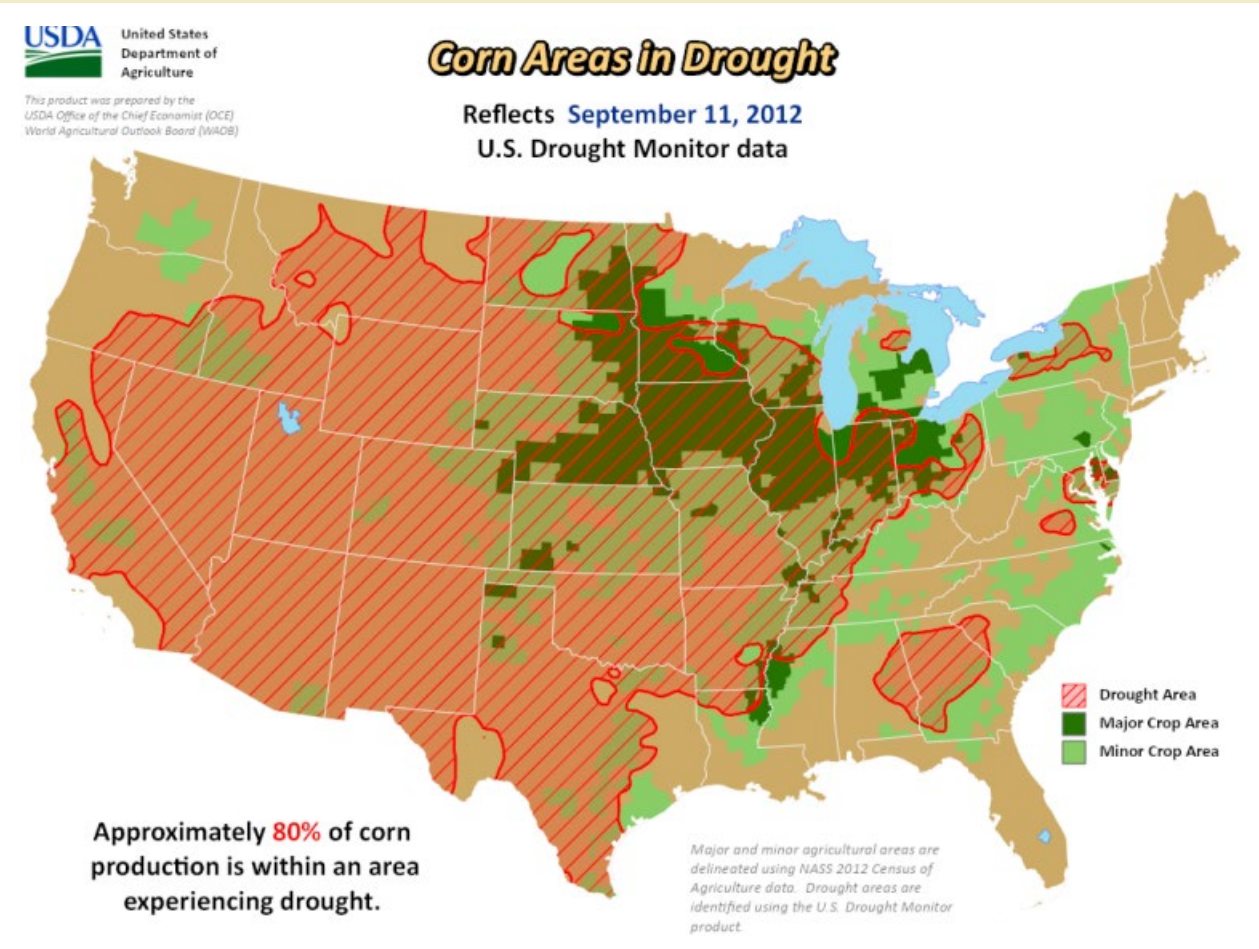 USDA
United States
Department of
Agriculture
This product was prepared by the
USDA Office of the Chief Economist (OCE)
World Agricultural Outlook Board (WAOB)
Corn Areas in Drought
Reflects September 11, 2012
U.S. Drought Monitor data
Drought Area
Major Crop Area
Minor Crop Area
Approximately 80% of corn
production is within an area
experiencing drought.
Major and minor agricultural areas are
delineated using NASS 2012 Census of
Agriculture data. Drought areas are
identified using the U.S. Drought Monitor
product.